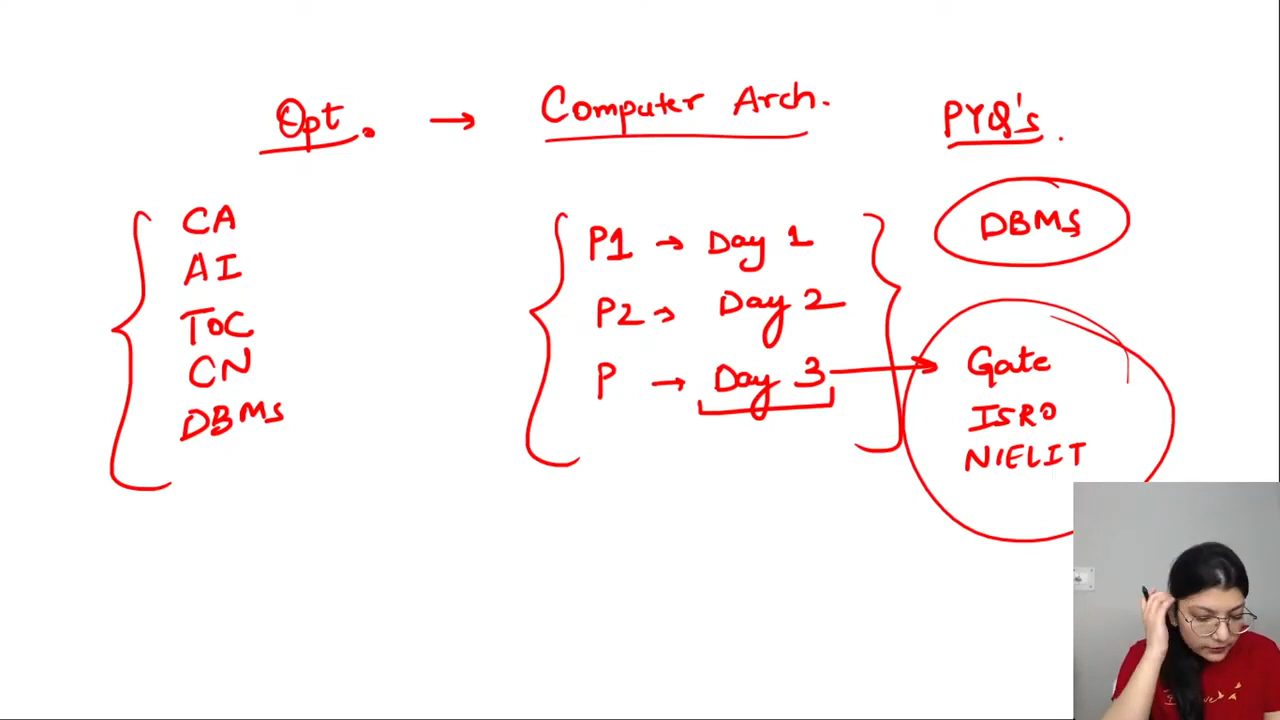 Opt. → Computer Arch. PYQ's.
CA
AI
TOC
CN
DBMS
P1 → Day 1
P2 → Day 2
P → Day 3
DBMS
Gate
ISRO
NIELIT